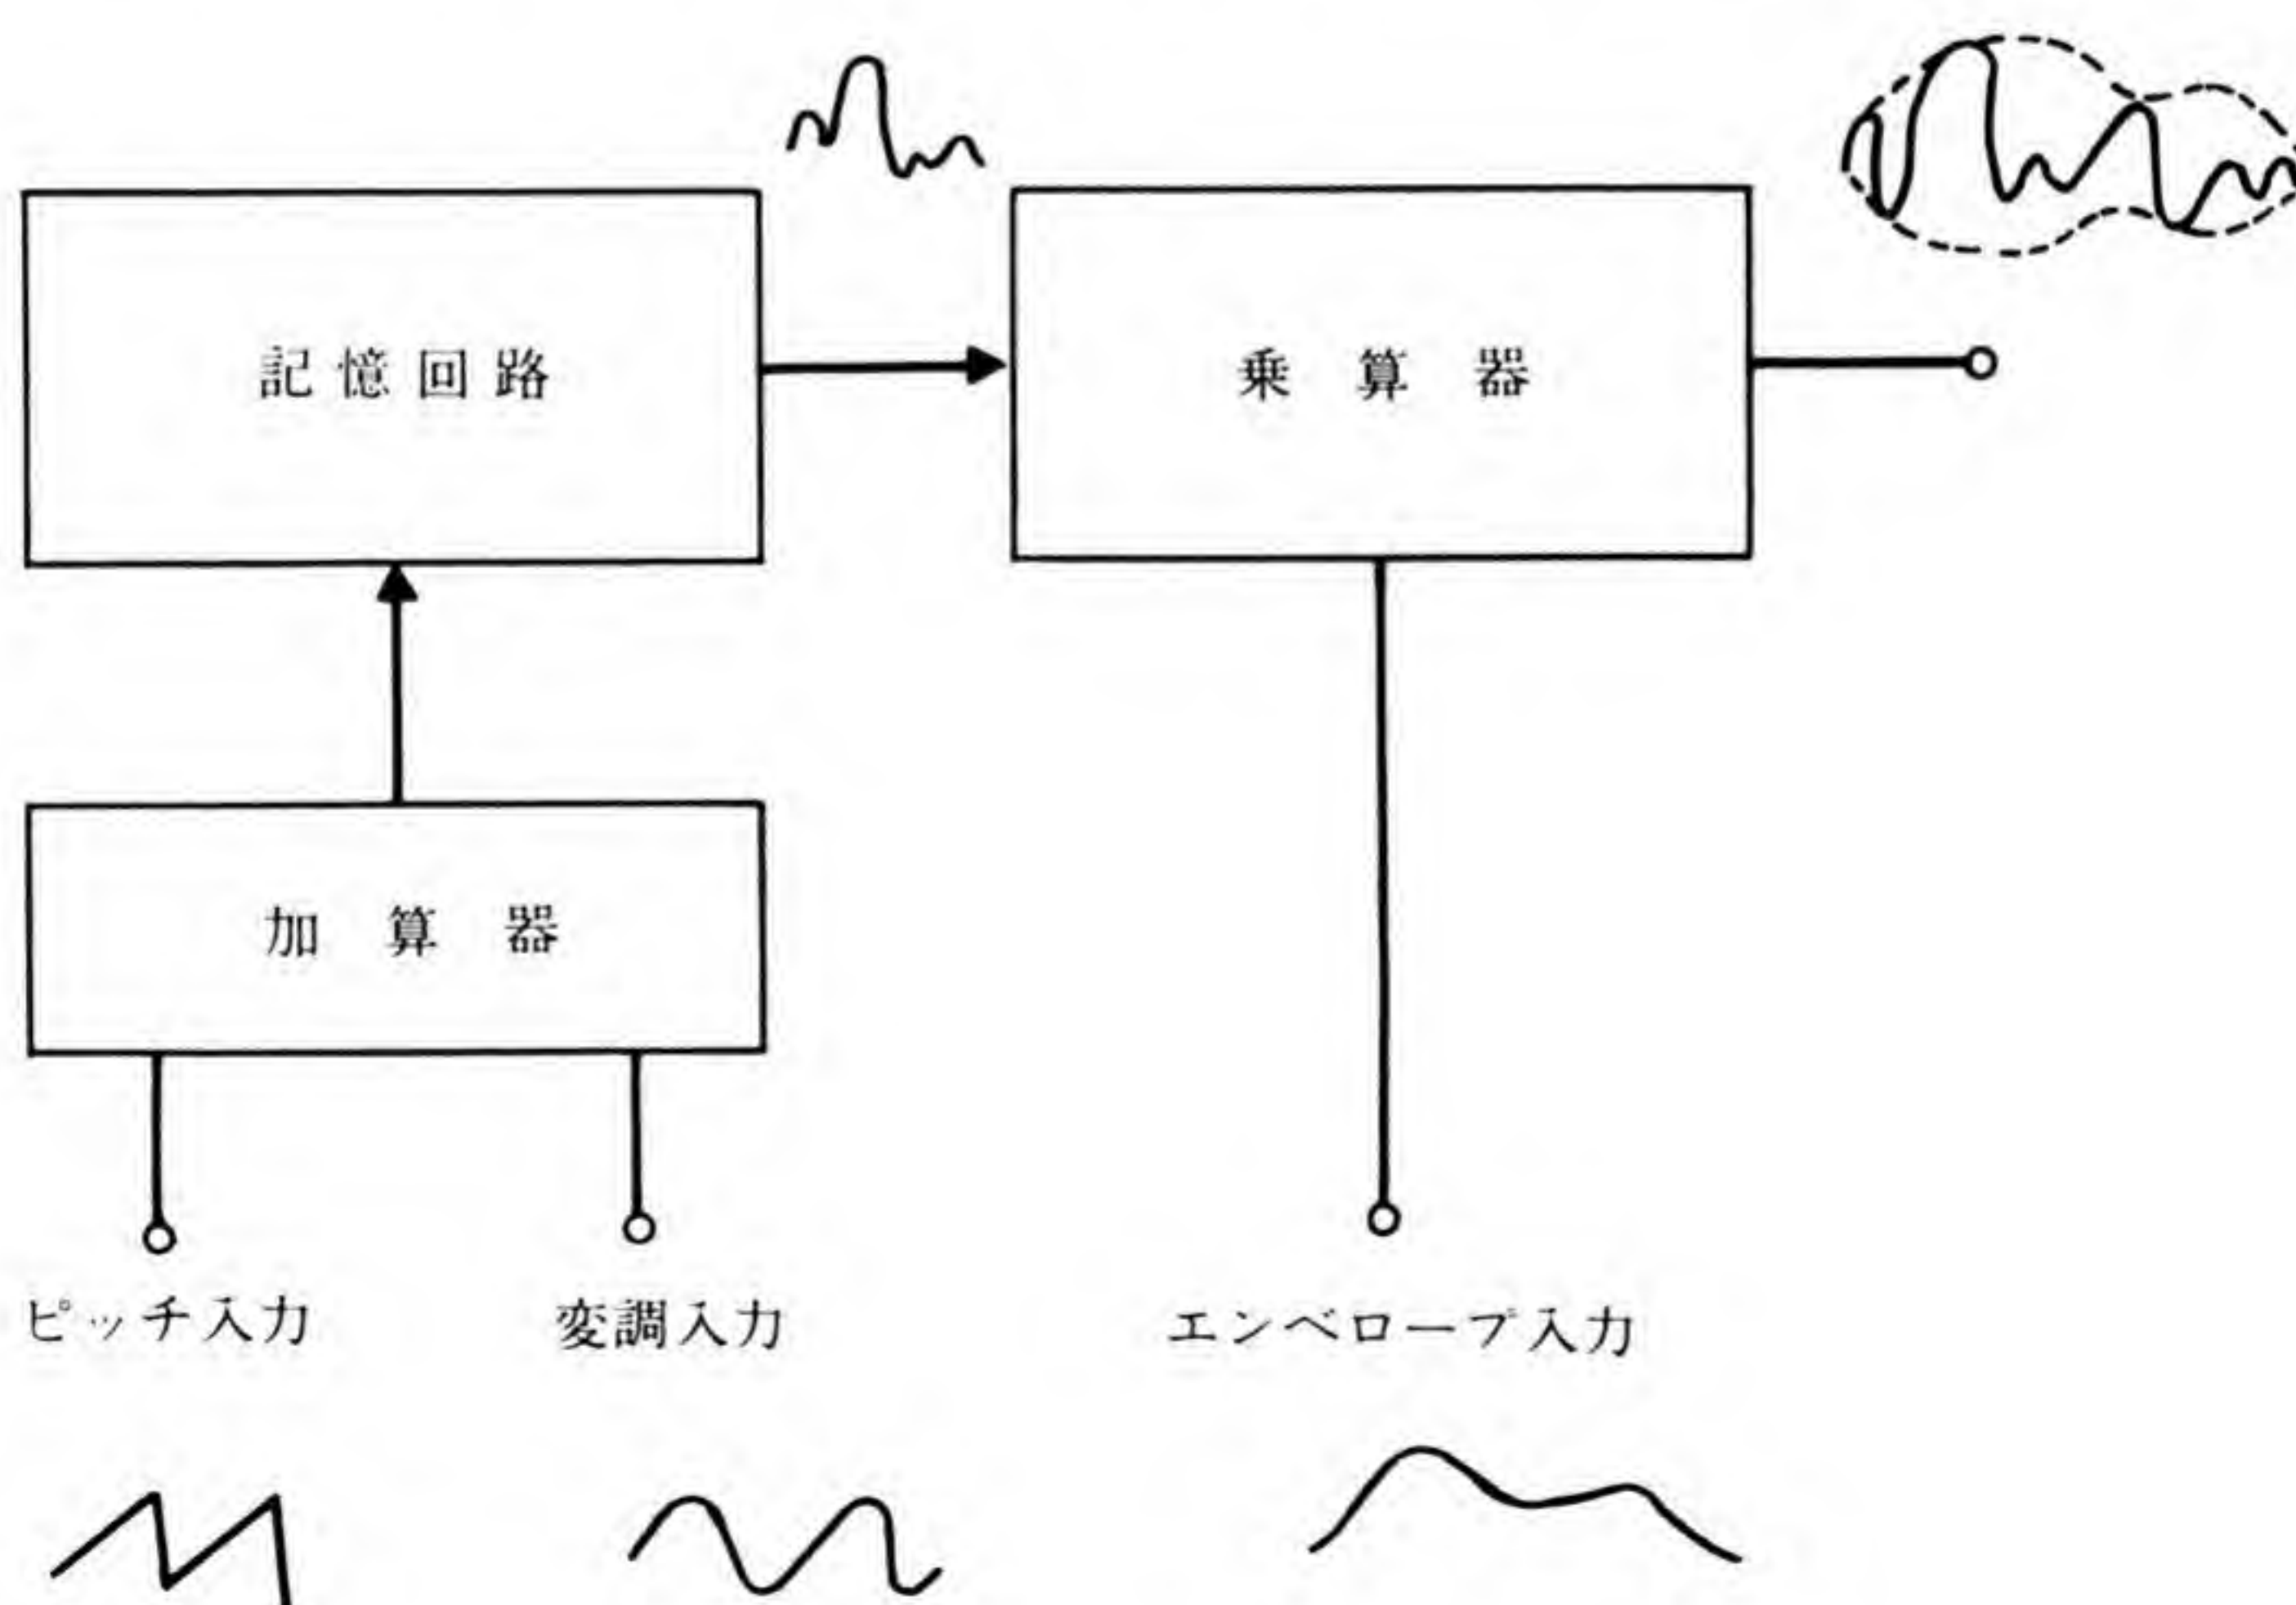 記憶回路
乗算器
加算器
ピッチ入力
変調入力
エンベロープ入力